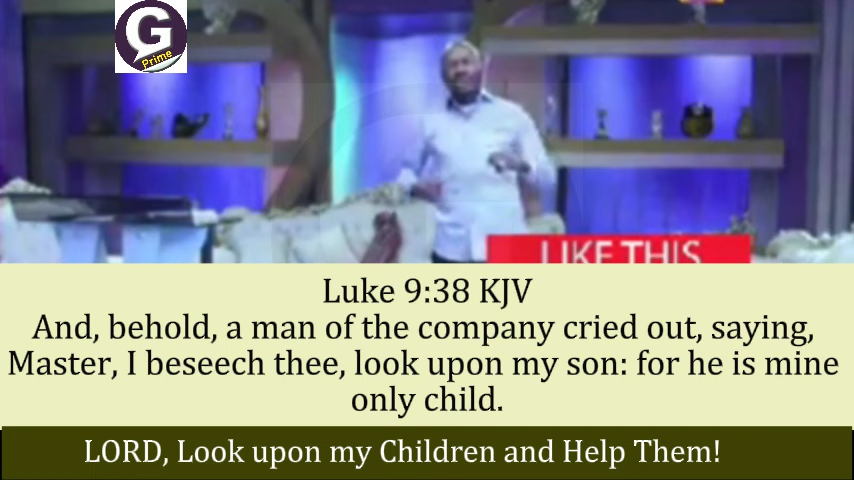 G
Prime
LIKE THIS
Luke 9:38 KJV
And, behold, a man of the company cried out, saying,
Master, I beseech thee, look upon my son: for he is mine
only child.
LORD, Look upon my Children and Help Them!